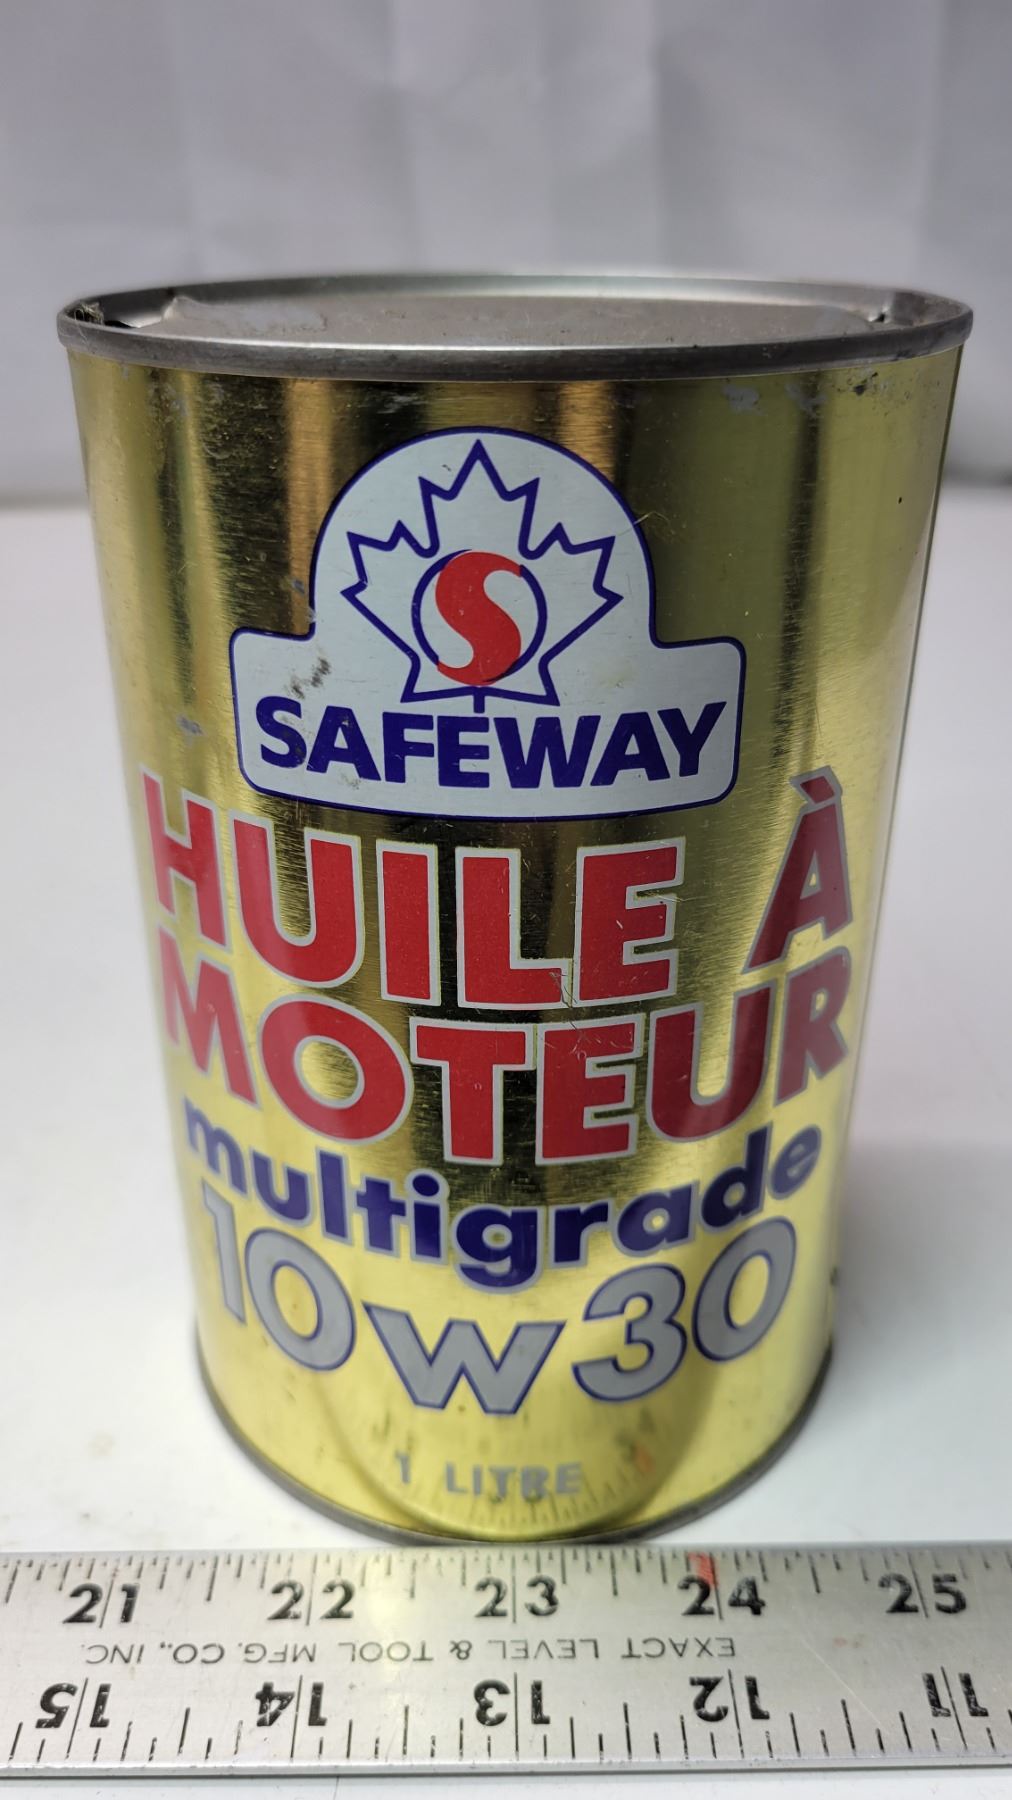 S
SAFEWAY
HUILE À
MOTEUR
multigrade
10w30
1 LITRE
21 22 23 24 25
EXACT LEVEL & TOOL MFG. CO., INC.
15 14 13 12 11